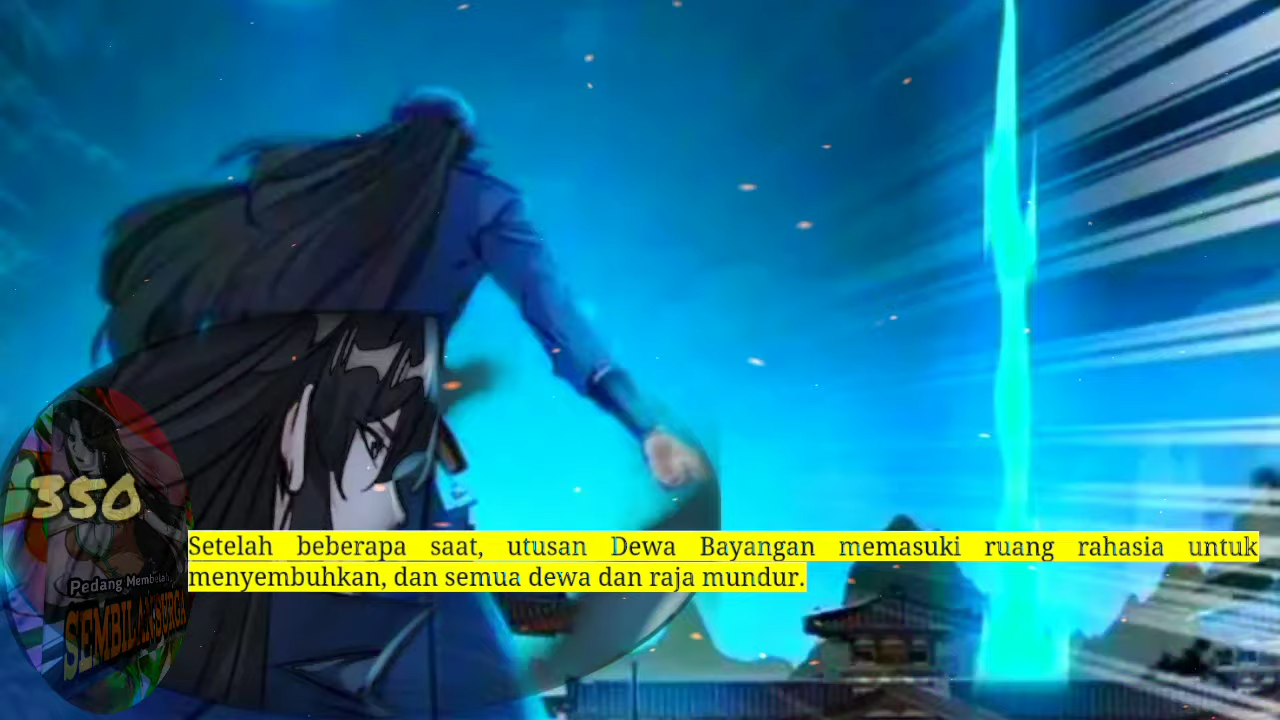 350
Pedang Membelah
SEMBILAN SURGA
Setelah beberapa saat, utusan Dewa Bayangan memasuki ruang rahasia untuk
menyembuhkan, dan semua dewa dan raja mundur.